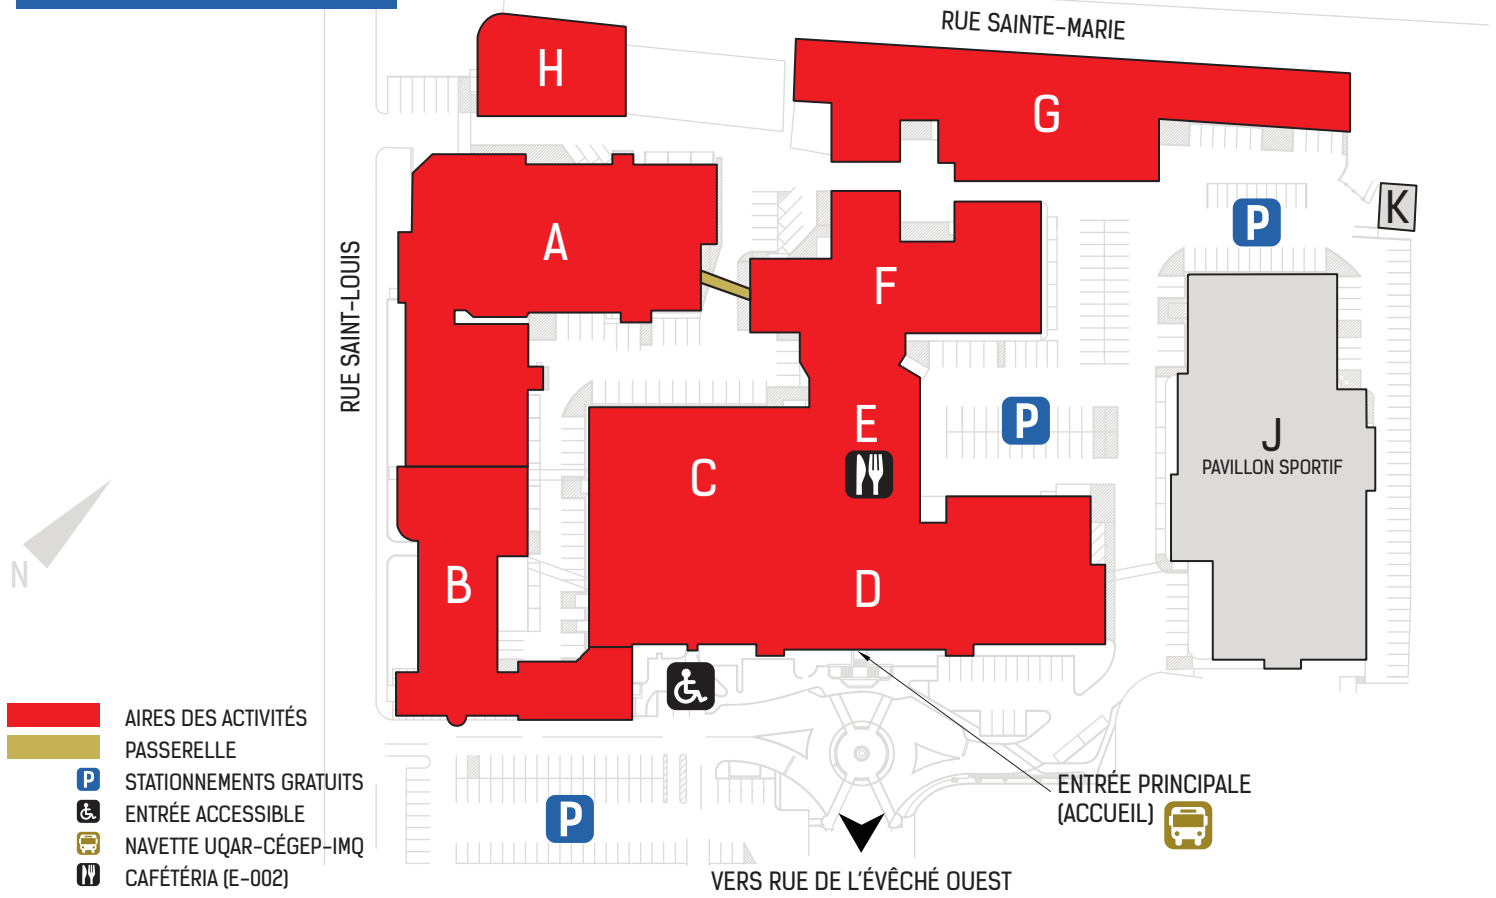 RUE SAINTE-MARIE
H
G
K
P
A
RUE SAINT-LOUIS
F
P
E
J
PAVILLON SPORTIF
C
N
B
D
AIRES DES ACTIVITÉS
PASSERELLE
P STATIONNEMENTS GRATUITS
ENTRÉE ACCESSIBLE
NAVETTE UQAR-CÉGEP-IMQ
CAFÉTÉRIA (E-002)
P
ENTRÉE PRINCIPALE
(ACCUEIL)
VERS RUE DE L'ÉVÊCHÉ OUEST